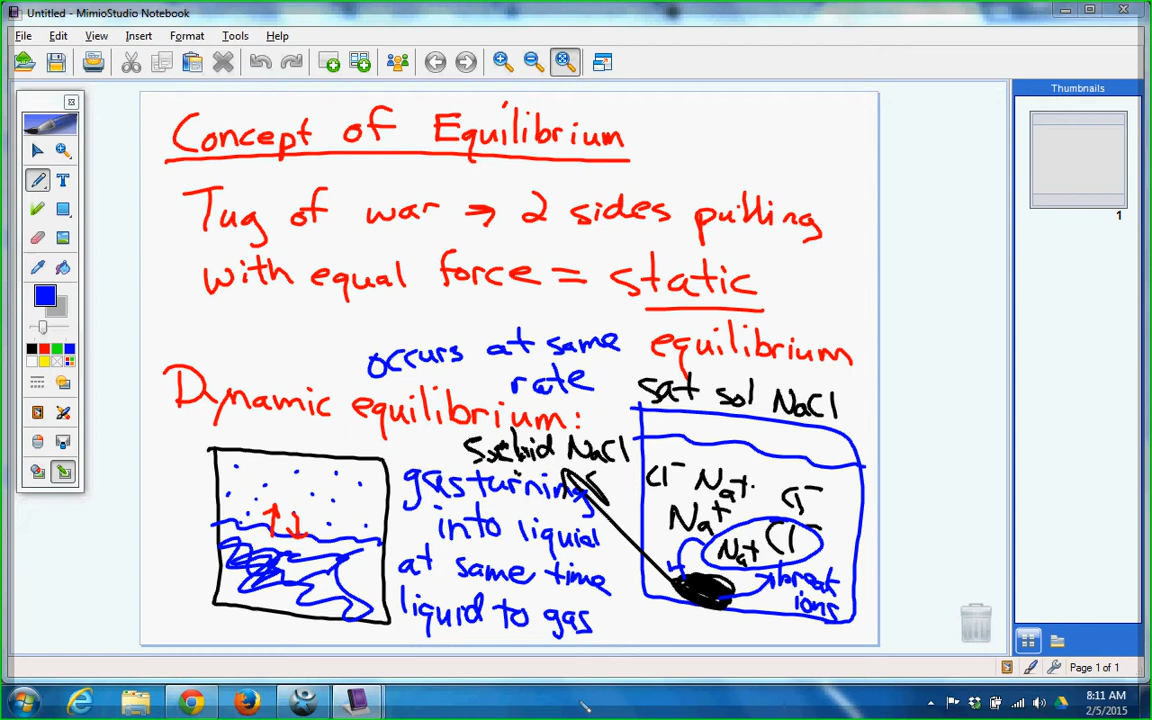 Untitled - MimioStudio Notebook
File Edit View Insert Format Tools Help
Thumbnails
1
Concept of Equilibrium
Tug of war → 2 sides pulling
with equal force = static
equilibrium
occurs at same
rate
Dynamic equilibrium:
sat sol NaCl
solid NaCl
gas turning
into liquid
at same time
liquid to gas
Cl⁻ Na⁺
Cl⁻
Na⁺
Na⁺ Cl⁻
break
ions
Page 1 of 1
8:11 AM
2/5/2015